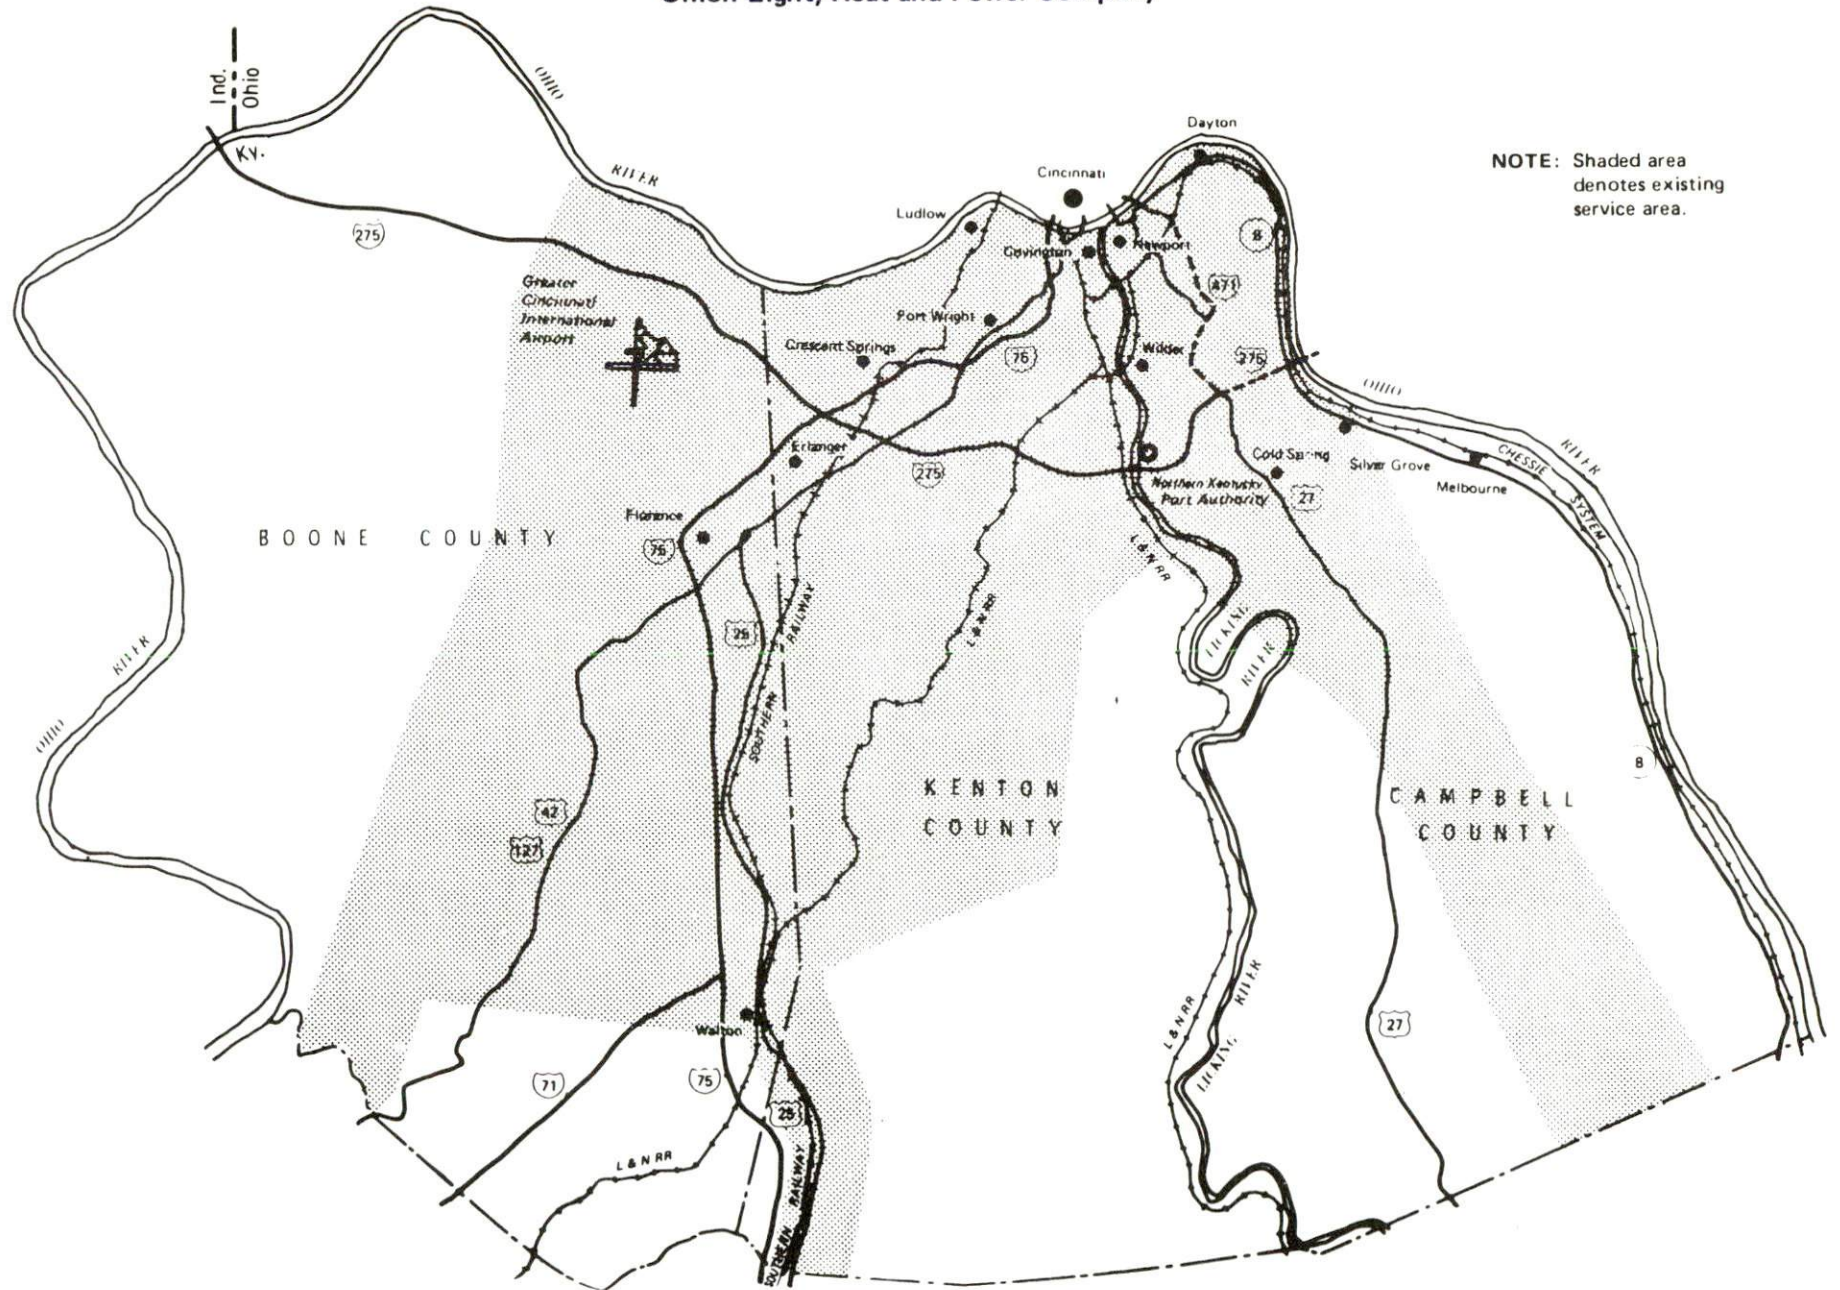 Union Light, Heat and Power Company
Ind.
Ohio
Ky.
OHIO
RIVER
Dayton
NOTE: Shaded area
denotes existing
service area.
Cincinnati
Ludlow
Covington
Newport
8
275
471
Greater
Cincinnati
International
Airport
Fort Wright
Crescent Springs
75
Wilder
275
OHIO
RIVER
Erlanger
275
Cold Spring
Silver Grove
CHESSIE
SYSTEM
Melbourne
Northern Kentucky
Port Authority
27
Florence
BOONE COUNTY
75
L & N RR
25
RAILWAY
SOUTHERN
L & N RR
LICKING
RIVER
RIVER
OHIO
8
KENTON
COUNTY
CAMPBELL
COUNTY
42
127
L & N RR
LICKING
RIVER
Walton
27
71
75
25
L & N RR
SOUTHERN RAILWAY